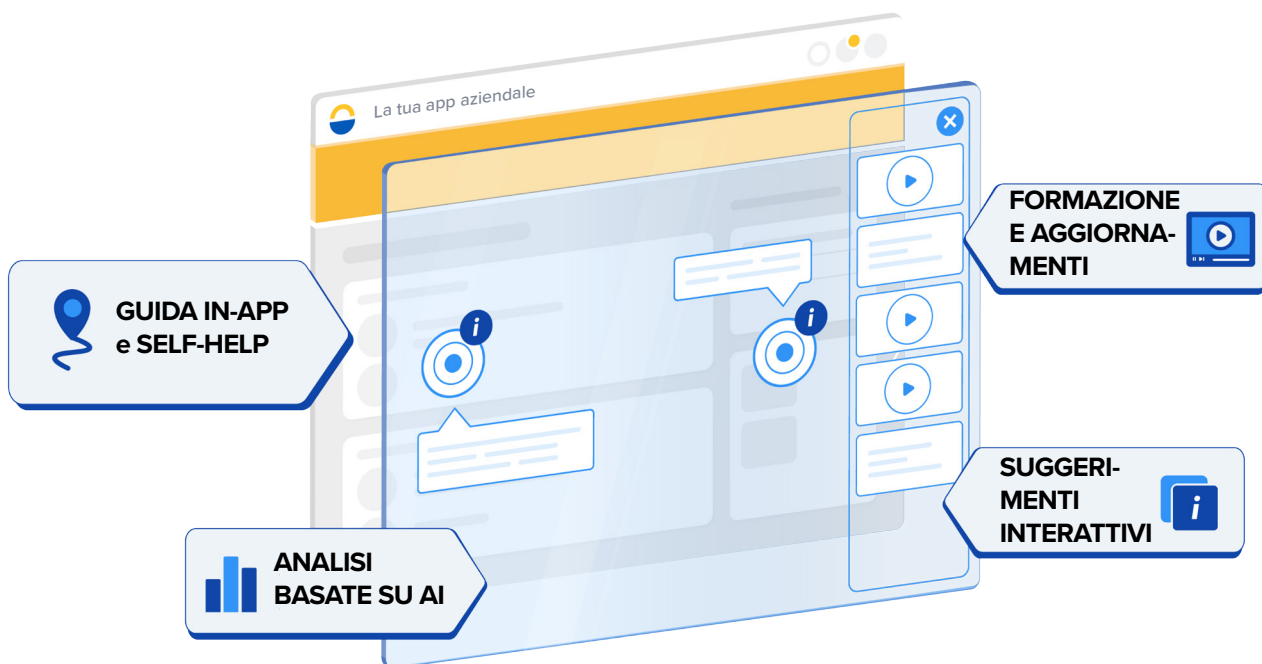 La tua app aziendale
FORMAZIONE
E AGGIORNA-
MENTI
GUIDA IN-APP
e SELF-HELP
SUGGERI-
MENTI
INTERATTIVI
ANALISI
BASATE SU AI